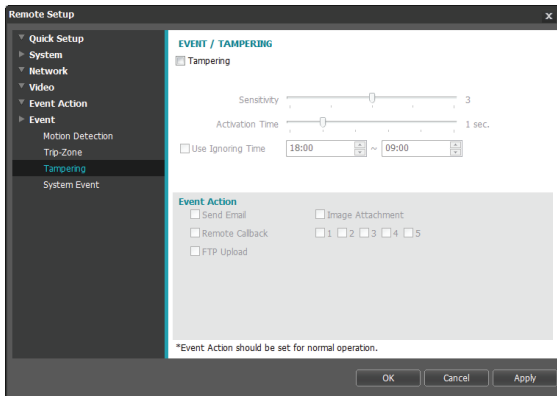 Remote Setup x
Quick Setup
System
Network
Video
Event Action
Event
Motion Detection
Trip-Zone
Tampering
System Event
EVENT / TAMPERING
Tampering
Sensitivity 3
Activation Time 1 sec.
Use Ignoring Time 18:00 ~ 09:00
Event Action
Send Email Image Attachment
Remote Callback 1 2 3 4 5
FTP Upload
*Event Action should be set for normal operation.
OK Cancel Apply